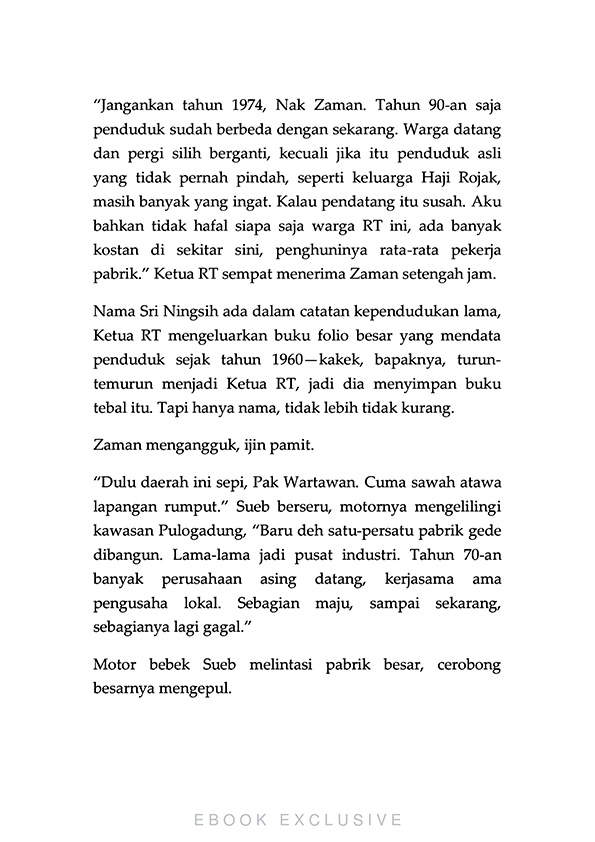 “Jangankan tahun 1974, Nak Zaman. Tahun 90-an saja
penduduk sudah berbeda dengan sekarang. Warga datang
dan pergi silih berganti, kecuali jika itu penduduk asli
yang tidak pernah pindah, seperti keluarga Haji Rojak,
masih banyak yang ingat. Kalau pendatang itu susah. Aku
bahkan tidak hafal siapa saja warga RT ini, ada banyak
kostan di sekitar sini, penghuninya rata-rata pekerja
pabrik.” Ketua RT sempat menerima Zaman setengah jam.
Nama Sri Ningsih ada dalam catatan kependudukan lama,
Ketua RT mengeluarkan buku folio besar yang mendata
penduduk sejak tahun 1960—kakek, bapaknya, turun-
temurun menjadi Ketua RT, jadi dia menyimpan buku
tebal itu. Tapi hanya nama, tidak lebih tidak kurang.
Zaman mengangguk, ijin pamit.
“Dulu daerah ini sepi, Pak Wartawan. Cuma sawah atawa
lapangan rumput.” Sueb berseru, motornya mengelilingi
kawasan Pulogadung, “Baru deh satu-persatu pabrik gede
dibangun. Lama-lama jadi pusat industri. Tahun 70-an
banyak perusahaan asing datang, kerjasama ama
pengusaha lokal. Sebagian maju, sampai sekarang,
sebagianya lagi gagal.”
Motor bebek Sueb melintasi pabrik besar, cerobong
besarnya mengepul.
EBOOK EXCLUSIVE